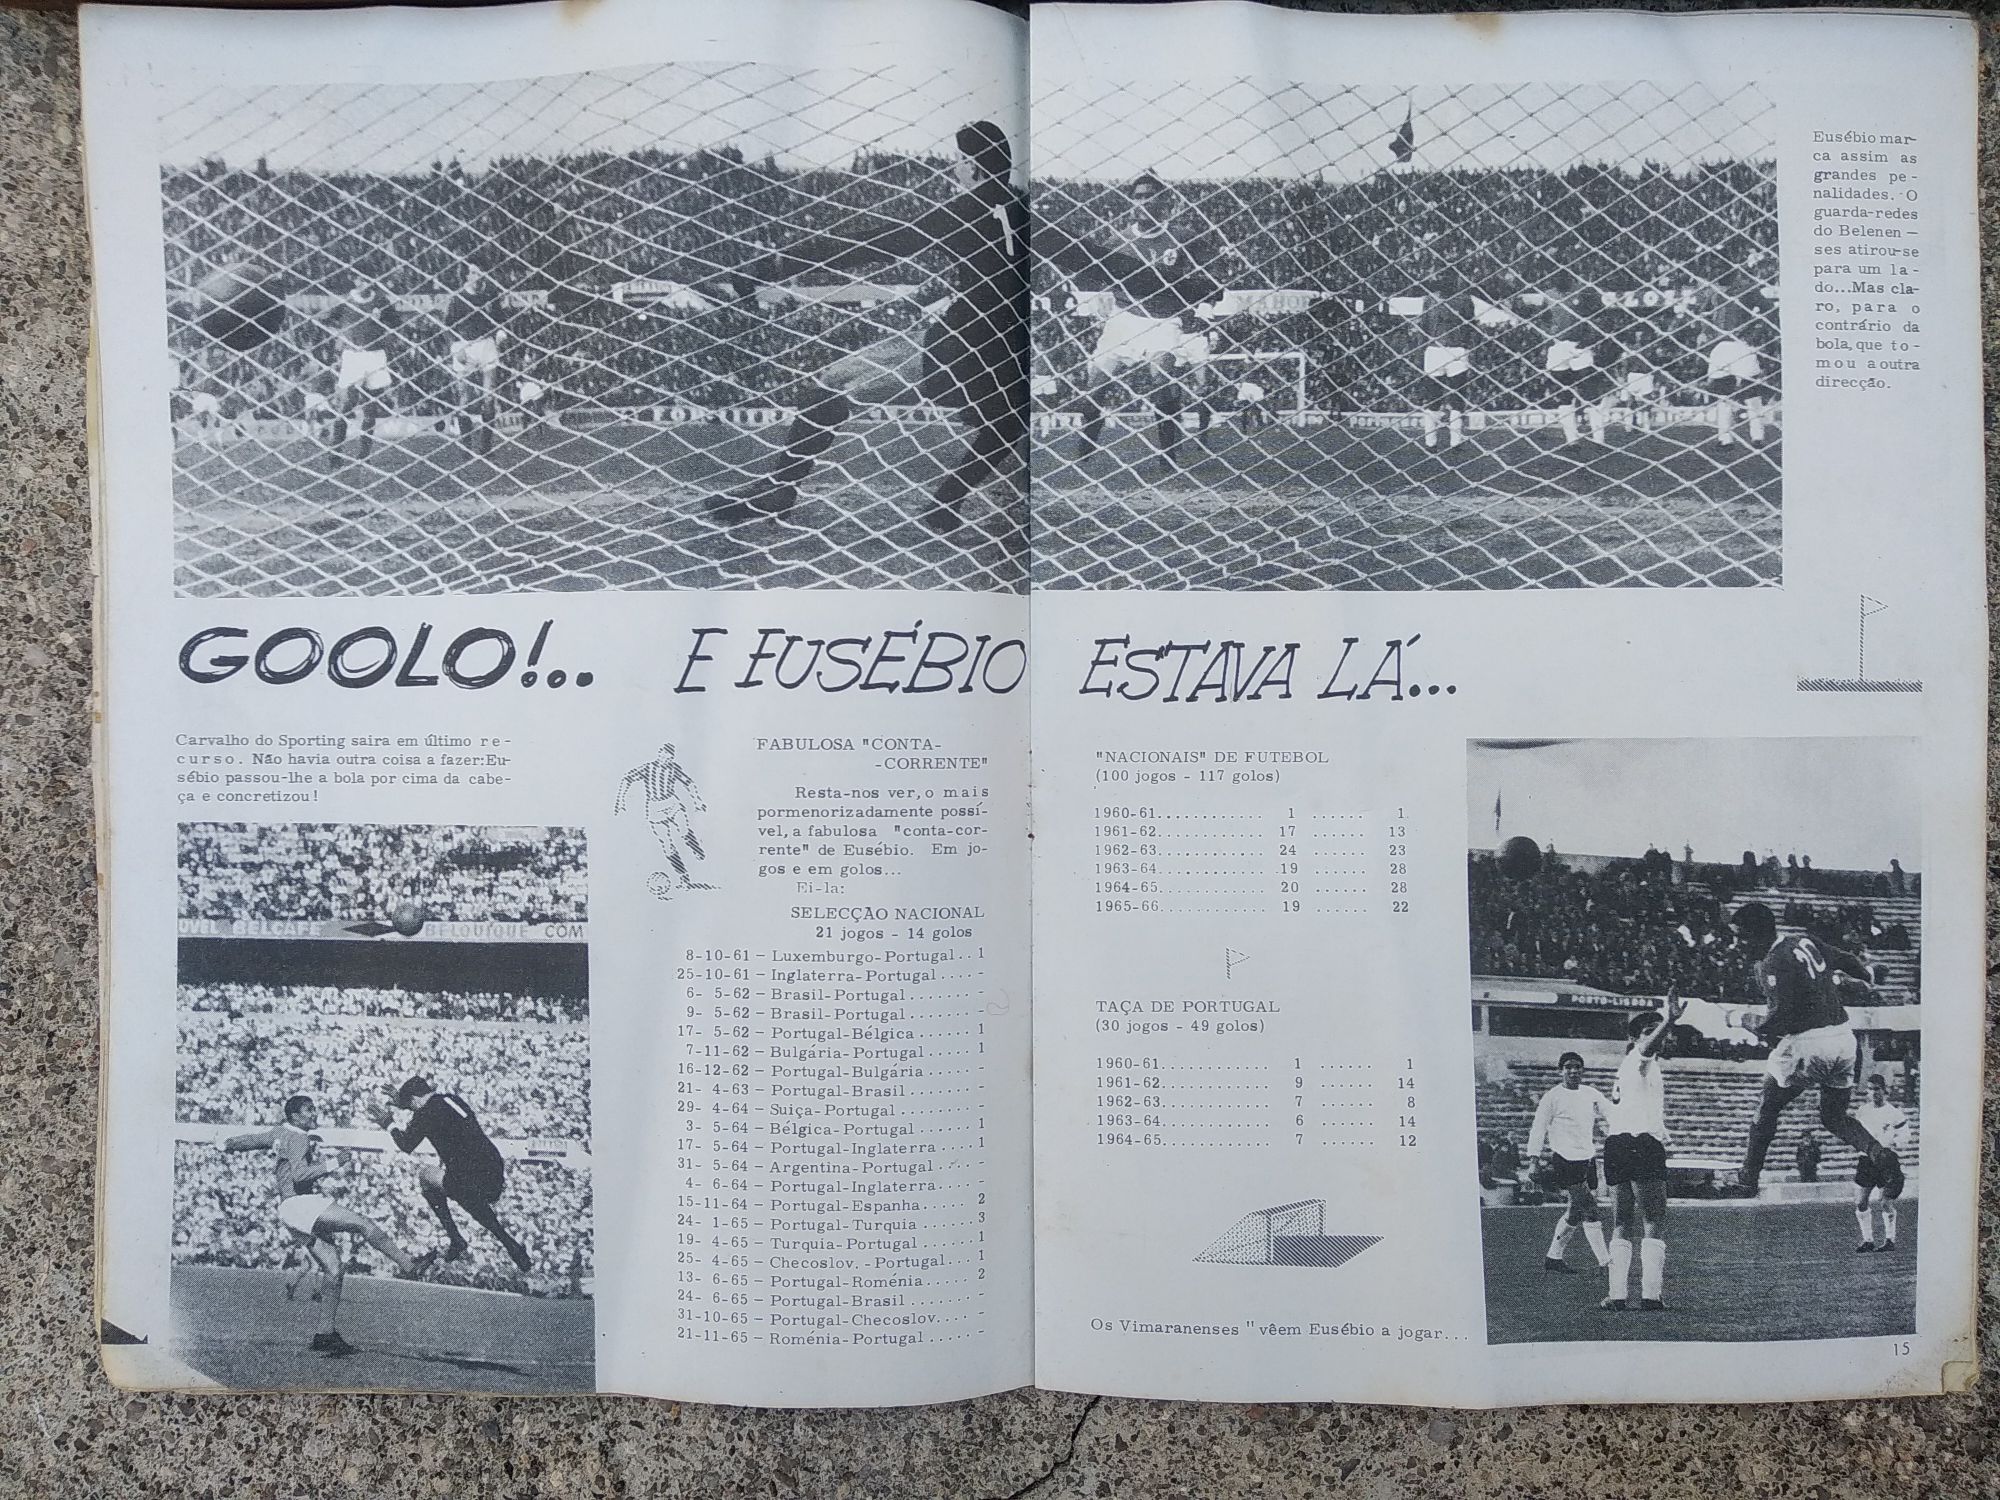 Eusébio mar-
ca assim as
grandes pe-
nalidades. O
guarda-redes
do Belenen-
ses atirou-se
para um la-
do...Mas cla-
ro, para o
contrário da
bola, que to-
mou a outra
direcção.
GOOLO!.. E EUSÉBIO ESTAVA LÁ...
Carvalho do Sporting saira em último re-
curso. Não havia outra coisa a fazer:Eu-
sébio passou-lhe a bola por cima da cabe-
ça e concretizou!
BELCAFE
BELQUIQUE COM
1
FABULOSA "CONTA-
-CORRENTE"
Resta-nos ver, o mais
pormenorizadamente possí-
vel, a fabulosa "conta-cor-
rente" de Eusébio. Em jo-
gos e em golos...
Ei-la:
SELECÇÃO NACIONAL
21 jogos - 14 golos
8-10-61 - Luxemburgo-Portugal.. 1
25-10-61 - Inglaterra-Portugal.... -
6- 5-62 - Brasil-Portugal....... -
9- 5-62 - Brasil-Portugal....... -
17- 5-62 - Portugal-Bélgica...... 1
7-11-62 - Bulgária-Portugal..... 1
16-12-62 - Portugal-Bulgária..... -
21- 4-63 - Portugal-Brasil....... -
29- 4-64 - Suiça-Portugal........ -
3- 5-64 - Bélgica-Portugal...... 1
17- 5-64 - Portugal-Inglaterra.... 1
31- 5-64 - Argentina-Portugal.... -
4- 6-64 - Portugal-Inglaterra.... -
15-11-64 - Portugal-Espanha..... 2
24- 1-65 - Portugal-Turquia...... 3
19- 4-65 - Turquia-Portugal...... 1
25- 4-65 - Checoslov.-Portugal... 1
13- 6-65 - Portugal-Roménia..... 2
24- 6-65 - Portugal-Brasil....... -
31-10-65 - Portugal-Checoslov.... -
21-11-65 - Roménia-Portugal..... -
"NACIONAIS" DE FUTEBOL
(100 jogos - 117 golos)
1960-61............ 1 ...... 1
1961-62............ 17 ...... 13
1962-63............ 24 ...... 23
1963-64............ 19 ...... 28
1964-65............ 20 ...... 28
1965-66............ 19 ...... 22
TAÇA DE PORTUGAL
(30 jogos - 49 golos)
1960-61............ 1 ...... 1
1961-62............ 9 ...... 14
1962-63............ 7 ...... 8
1963-64............ 6 ...... 14
1964-65............ 7 ...... 12
Os Vimaranenses " vêem Eusébio a jogar...
PORTO-LISBOA
10
15